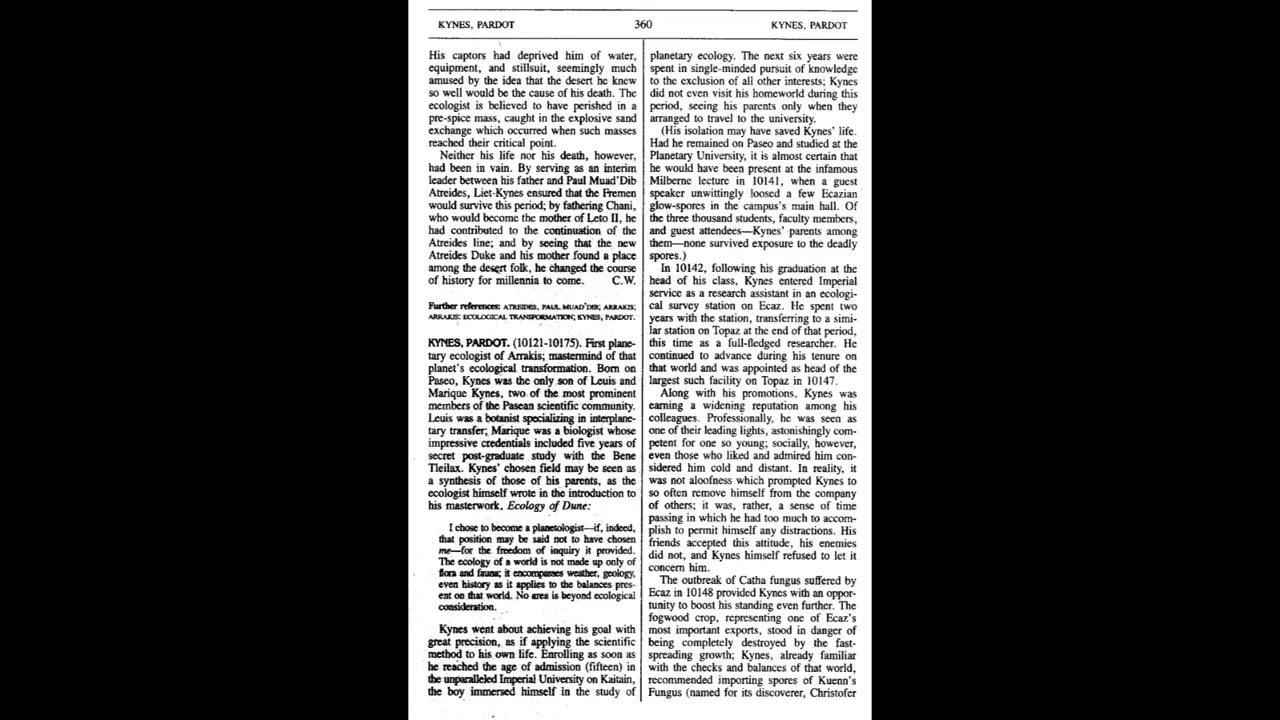 KYNES, PARDOT 360 KYNES, PARDOT
His captors had deprived him of water,
equipment, and stillsuit, seemingly much
amused by the idea that the desert he knew
so well would be the cause of his death. The
ecologist is believed to have perished in a
pre-spice mass, caught in the explosive sand
exchange which occurred when such masses
reached their critical point.
Neither his life nor his death, however,
had been in vain. By serving as an interim
leader between his father and Paul Muad'Dib
Atreides, Liet-Kynes ensured that the Fremen
would survive this period; by fathering Chani,
who would become the mother of Leto II, he
had contributed to the continuation of the
Atreides line; and by seeing that the new
Atreides Duke and his mother found a place
among the desert folk, he changed the course
of history for millennia to come. C.W.
Further references: ATREIDES, PAUL MUAD'DIB; ARRAKIS;
ARRAKIS: ECOLOGICAL TRANSFORMATION; KYNES, PARDOT.
KYNES, PARDOT. (10121-10175). First plane-
tary ecologist of Arrakis; mastermind of that
planet's ecological transformation. Born on
Paseo, Kynes was the only son of Leuis and
Marique Kynes, two of the most prominent
members of the Pasean scientific community.
Leuis was a botanist specializing in interplane-
tary transfer; Marique was a biologist whose
impressive credentials included five years of
secret post-graduate study with the Bene
Tleilax. Kynes' chosen field may be seen as
a synthesis of those of his parents, as the
ecologist himself wrote in the introduction to
his masterwork, Ecology of Dune:
I chose to become a planetologist—if, indeed,
that position may be said not to have chosen
me—for the freedom of inquiry it provided.
The ecology of a world is not made up only of
flora and fauna; it encompasses weather, geology,
even history as it applies to the balances pres-
ent on that world. No area is beyond ecological
consideration.
Kynes went about achieving his goal with
great precision, as if applying the scientific
method to his own life. Enrolling as soon as
he reached the age of admission (fifteen) in
the unparalleled Imperial University on Kaitain,
the boy immersed himself in the study of
planetary ecology. The next six years were
spent in single-minded pursuit of knowledge
to the exclusion of all other interests; Kynes
did not even visit his homeworld during this
period, seeing his parents only when they
arranged to travel to the university.
(His isolation may have saved Kynes' life.
Had he remained on Paseo and studied at the
Planetary University, it is almost certain that
he would have been present at the infamous
Milberne lecture in 10141, when a guest
speaker unwittingly loosed a few Ecazian
glow-spores in the campus's main hall. Of
the three thousand students, faculty members,
and guest attendees—Kynes' parents among
them—none survived exposure to the deadly
spores.)
In 10142, following his graduation at the
head of his class, Kynes entered Imperial
service as a research assistant in an ecologi-
cal survey station on Ecaz. He spent two
years with the station, transferring to a simi-
lar station on Topaz at the end of that period,
this time as a full-fledged researcher. He
continued to advance during his tenure on
that world and was appointed as head of the
largest such facility on Topaz in 10147.
Along with his promotions, Kynes was
earning a widening reputation among his
colleagues. Professionally, he was seen as
one of their leading lights, astonishingly com-
petent for one so young; socially, however,
even those who liked and admired him con-
sidered him cold and distant. In reality, it
was not aloofness which prompted Kynes to
so often remove himself from the company
of others; it was, rather, a sense of time
passing in which he had too much to accom-
plish to permit himself any distractions. His
friends accepted this attitude, his enemies
did not, and Kynes himself refused to let it
concern him.
The outbreak of Catha fungus suffered by
Ecaz in 10148 provided Kynes with an oppor-
tunity to boost his standing even further. The
fogwood crop, representing one of Ecaz's
most important exports, stood in danger of
being completely destroyed by the fast-
spreading growth; Kynes, already familiar
with the checks and balances of that world,
recommended importing spores of Kuenn's
Fungus (named for its discoverer, Christofer